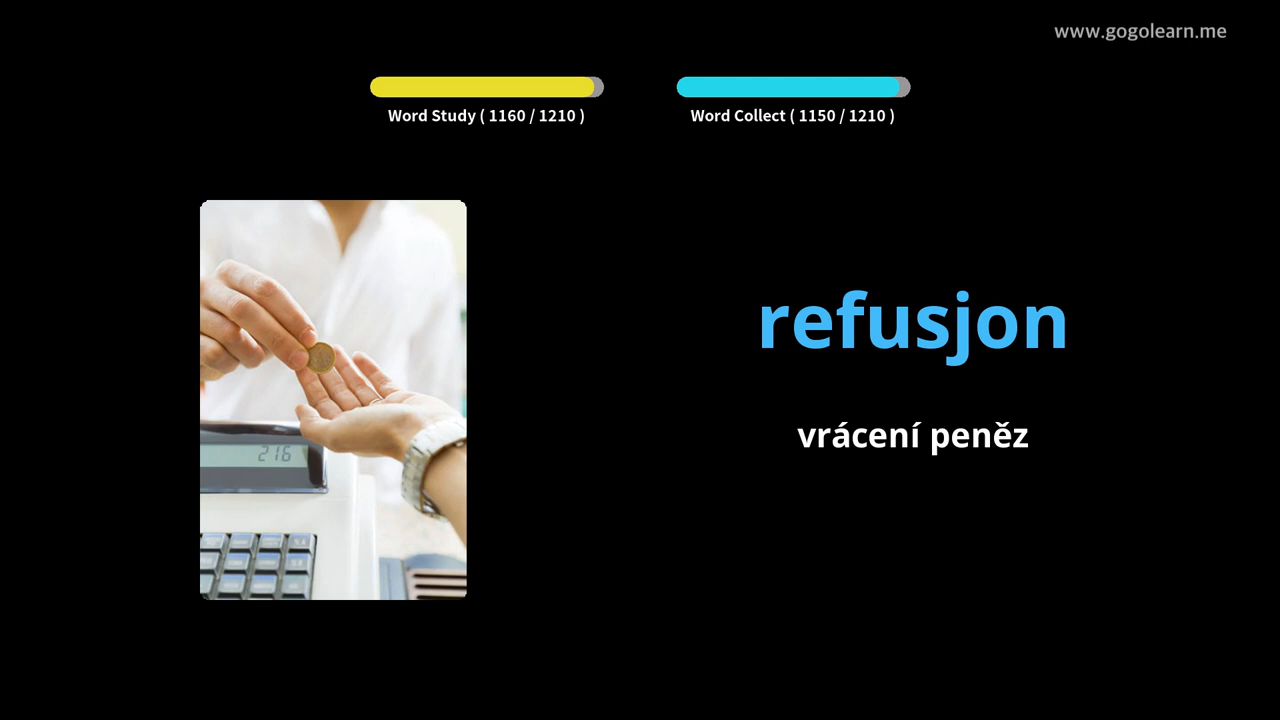 www.gogolearn.me
Word Study ( 1160 / 1210 )
Word Collect ( 1150 / 1210 )
refusjon
vrácení peněz
216